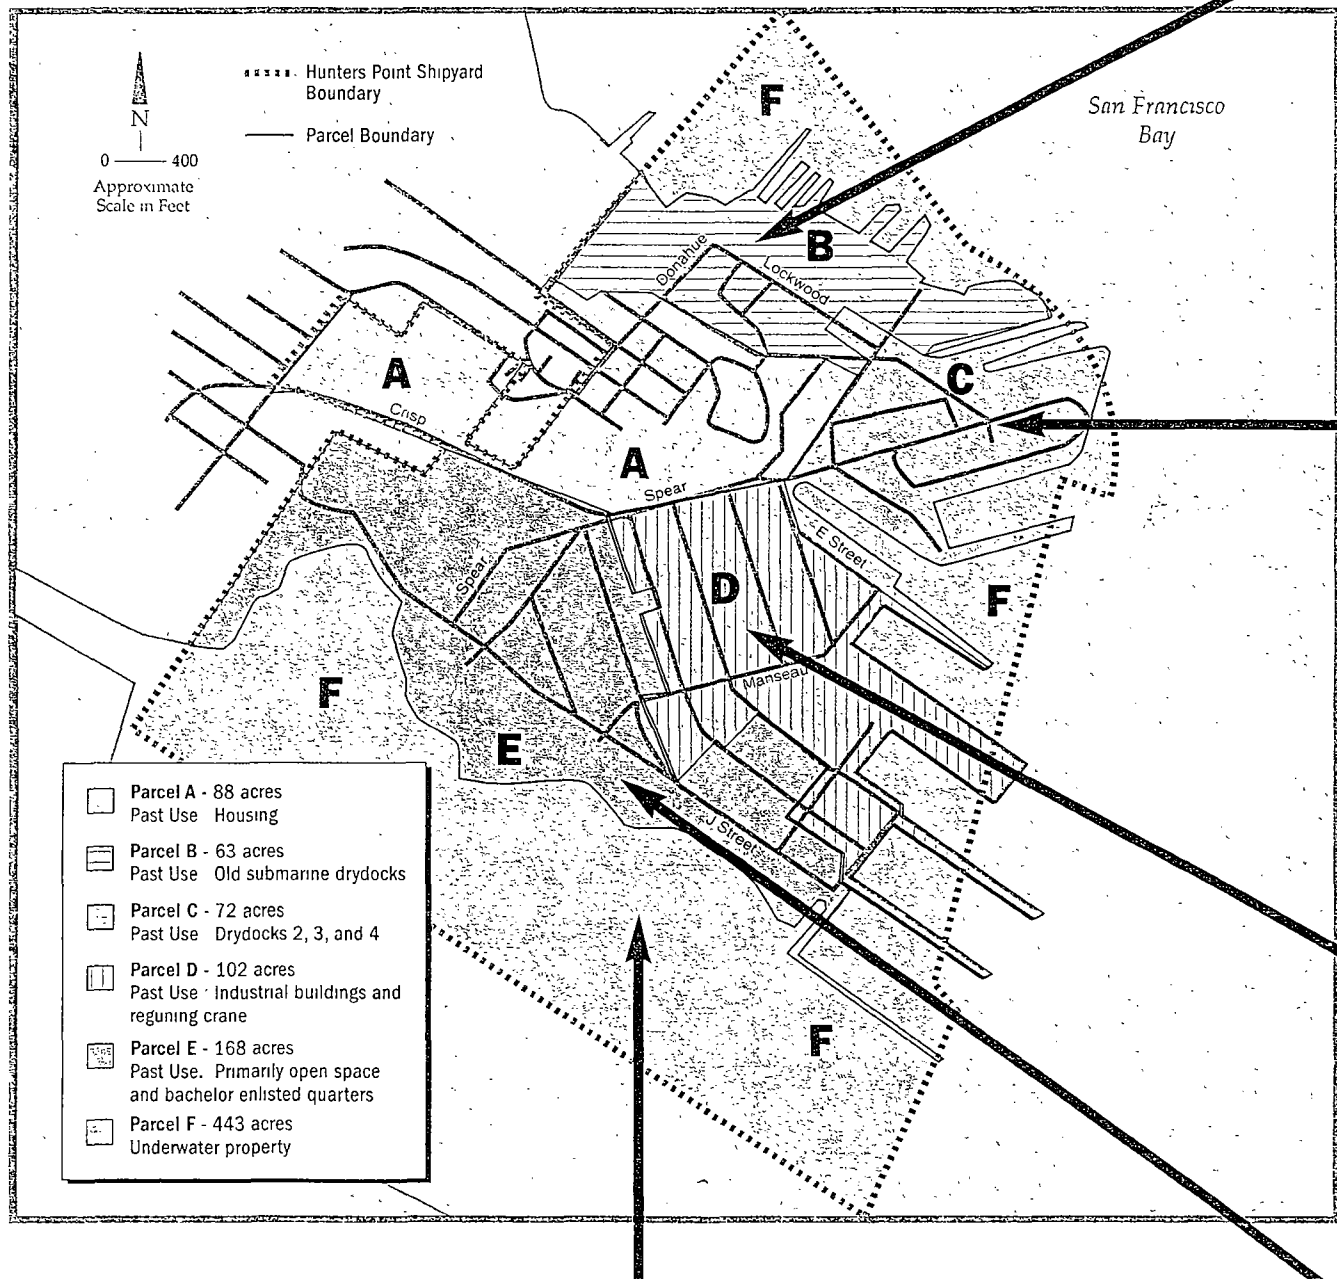 Hunters Point Shipyard
Boundary
N
Parcel Boundary
0 400
Approximate
Scale in Feet
San Francisco
Bay
F
B
Donahue
Lockwood
A
C
Crisp
A
Spear
E Street
Spear
D
F
F
Manseau
E
J Street
F
Parcel A - 88 acres
Past Use Housing
Parcel B - 63 acres
Past Use Old submarine drydocks
Parcel C - 72 acres
Past Use Drydocks 2, 3, and 4
Parcel D - 102 acres
Past Use Industrial buildings and
reguning crane
Parcel E - 168 acres
Past Use. Primarily open space
and bachelor enlisted quarters
Parcel F - 443 acres
Underwater property